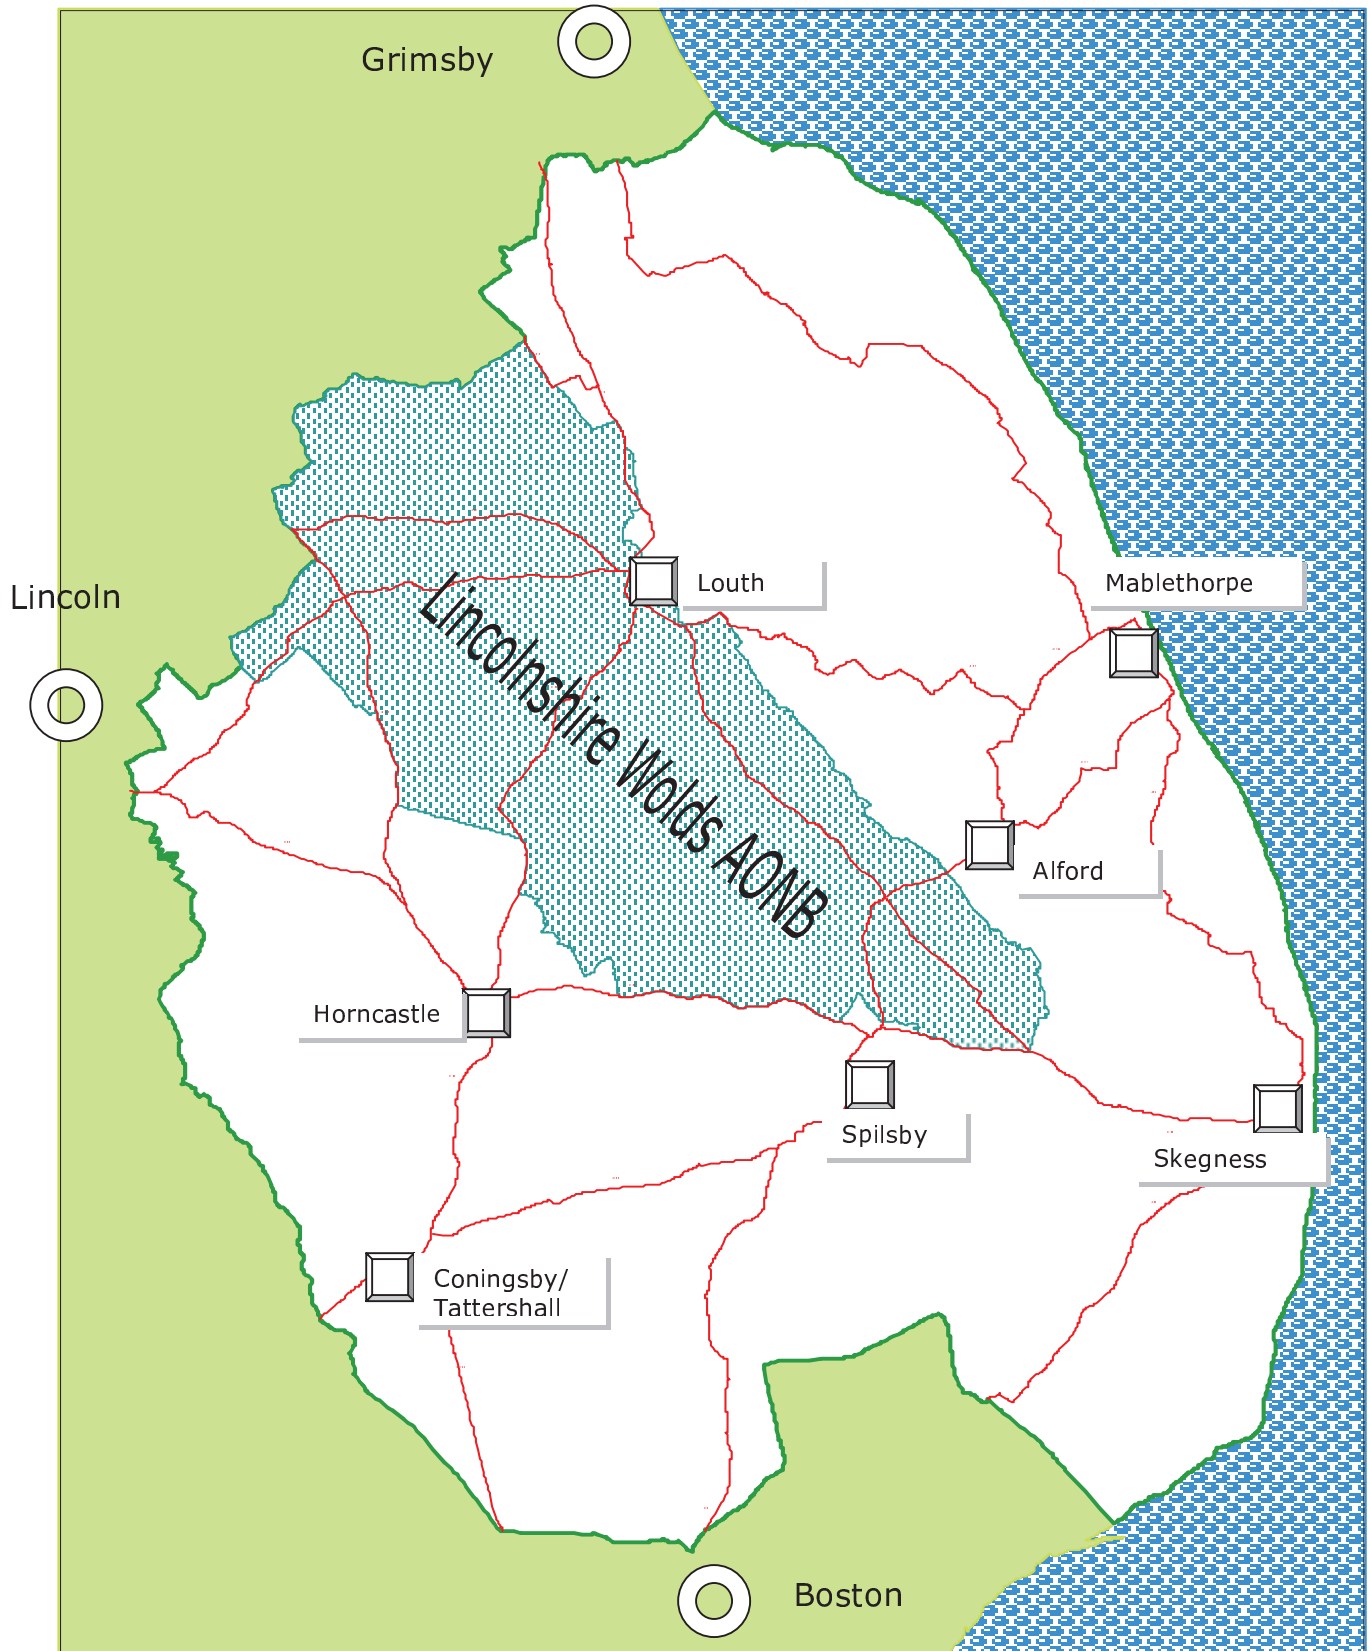 Grimsby
Louth
Mablethorpe
Lincoln
Lincolnshire Wolds AONB
Alford
Horncastle
Spilsby
Skegness
Coningsby/
Tattershall
Boston